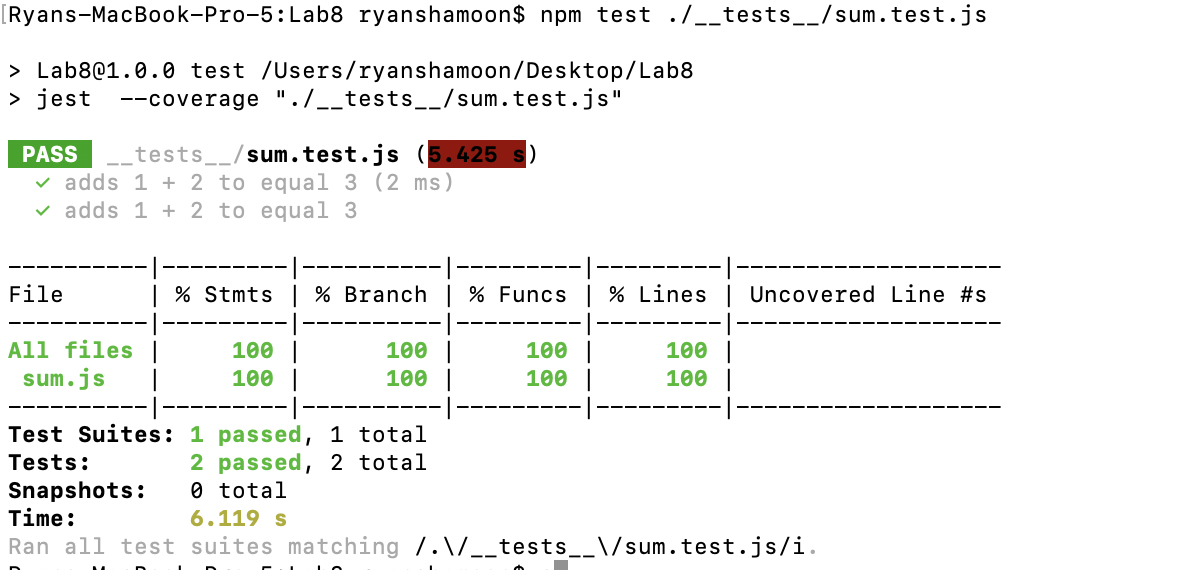 [Ryans-MacBook-Pro-5:Lab8 ryanshamoon$ npm test ./__tests__/sum.test.js
> Lab8@1.0.0 test /Users/ryanshamoon/Desktop/Lab8
> jest  --coverage "./__tests__/sum.test.js"
PASS __tests__/sum.test.js (5.425 s)
✓ adds 1 + 2 to equal 3 (2 ms)
✓ adds 1 + 2 to equal 3
----------|---------|----------|---------|---------|-------------------
File      | % Stmts | % Branch | % Funcs | % Lines | Uncovered Line #s
----------|---------|----------|---------|---------|-------------------
All files |     100 |      100 |     100 |     100 |
 sum.js   |     100 |      100 |     100 |     100 |
----------|---------|----------|---------|---------|-------------------
Test Suites: 1 passed, 1 total
Tests:       2 passed, 2 total
Snapshots:   0 total
Time:        6.119 s
Ran all test suites matching /.\/__tests__\/sum.test.js/i.